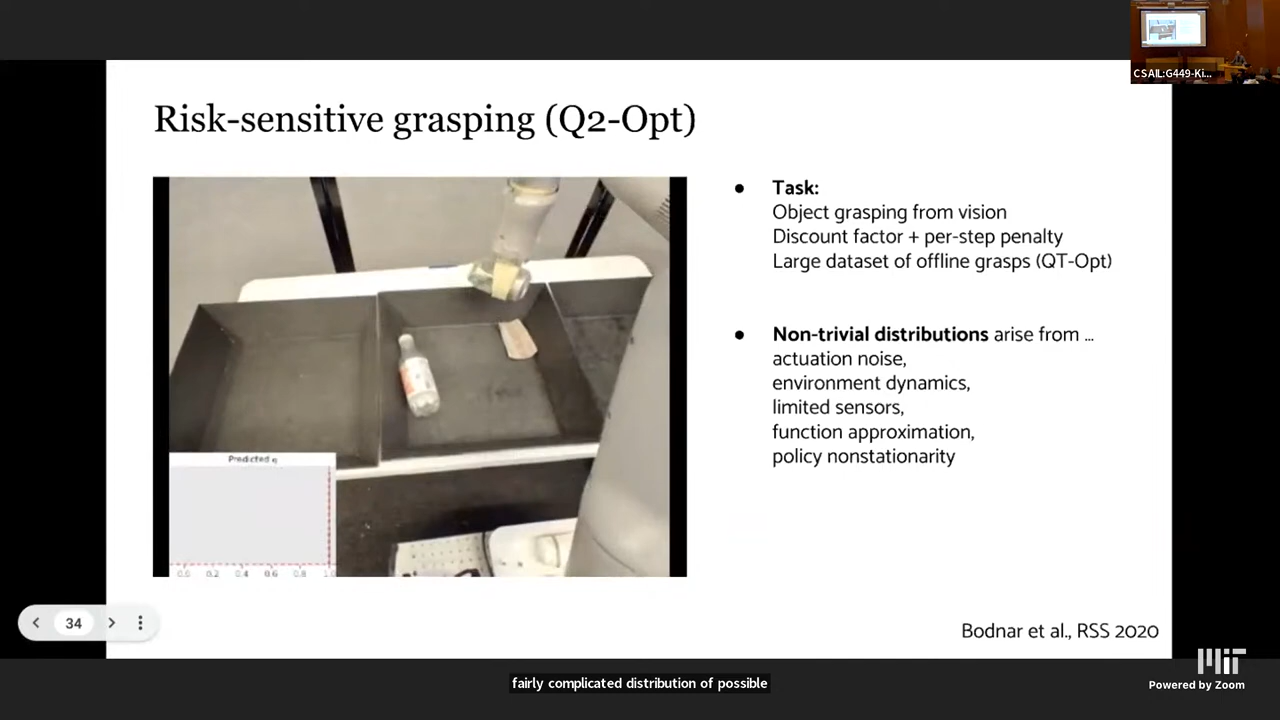 CSAIL:G449-Ki...
Risk-sensitive grasping (Q2-Opt)
● Task:
Object grasping from vision
Discount factor + per-step penalty
Large dataset of offline grasps (QT-Opt)
● Non-trivial distributions arise from ...
actuation noise,
environment dynamics,
limited sensors,
function approximation,
policy nonstationarity
Predicted q
0.0 0.2 0.4 0.6 0.8 1.0
34
Bodnar et al., RSS 2020
fairly complicated distribution of possible
MIT
Powered by Zoom